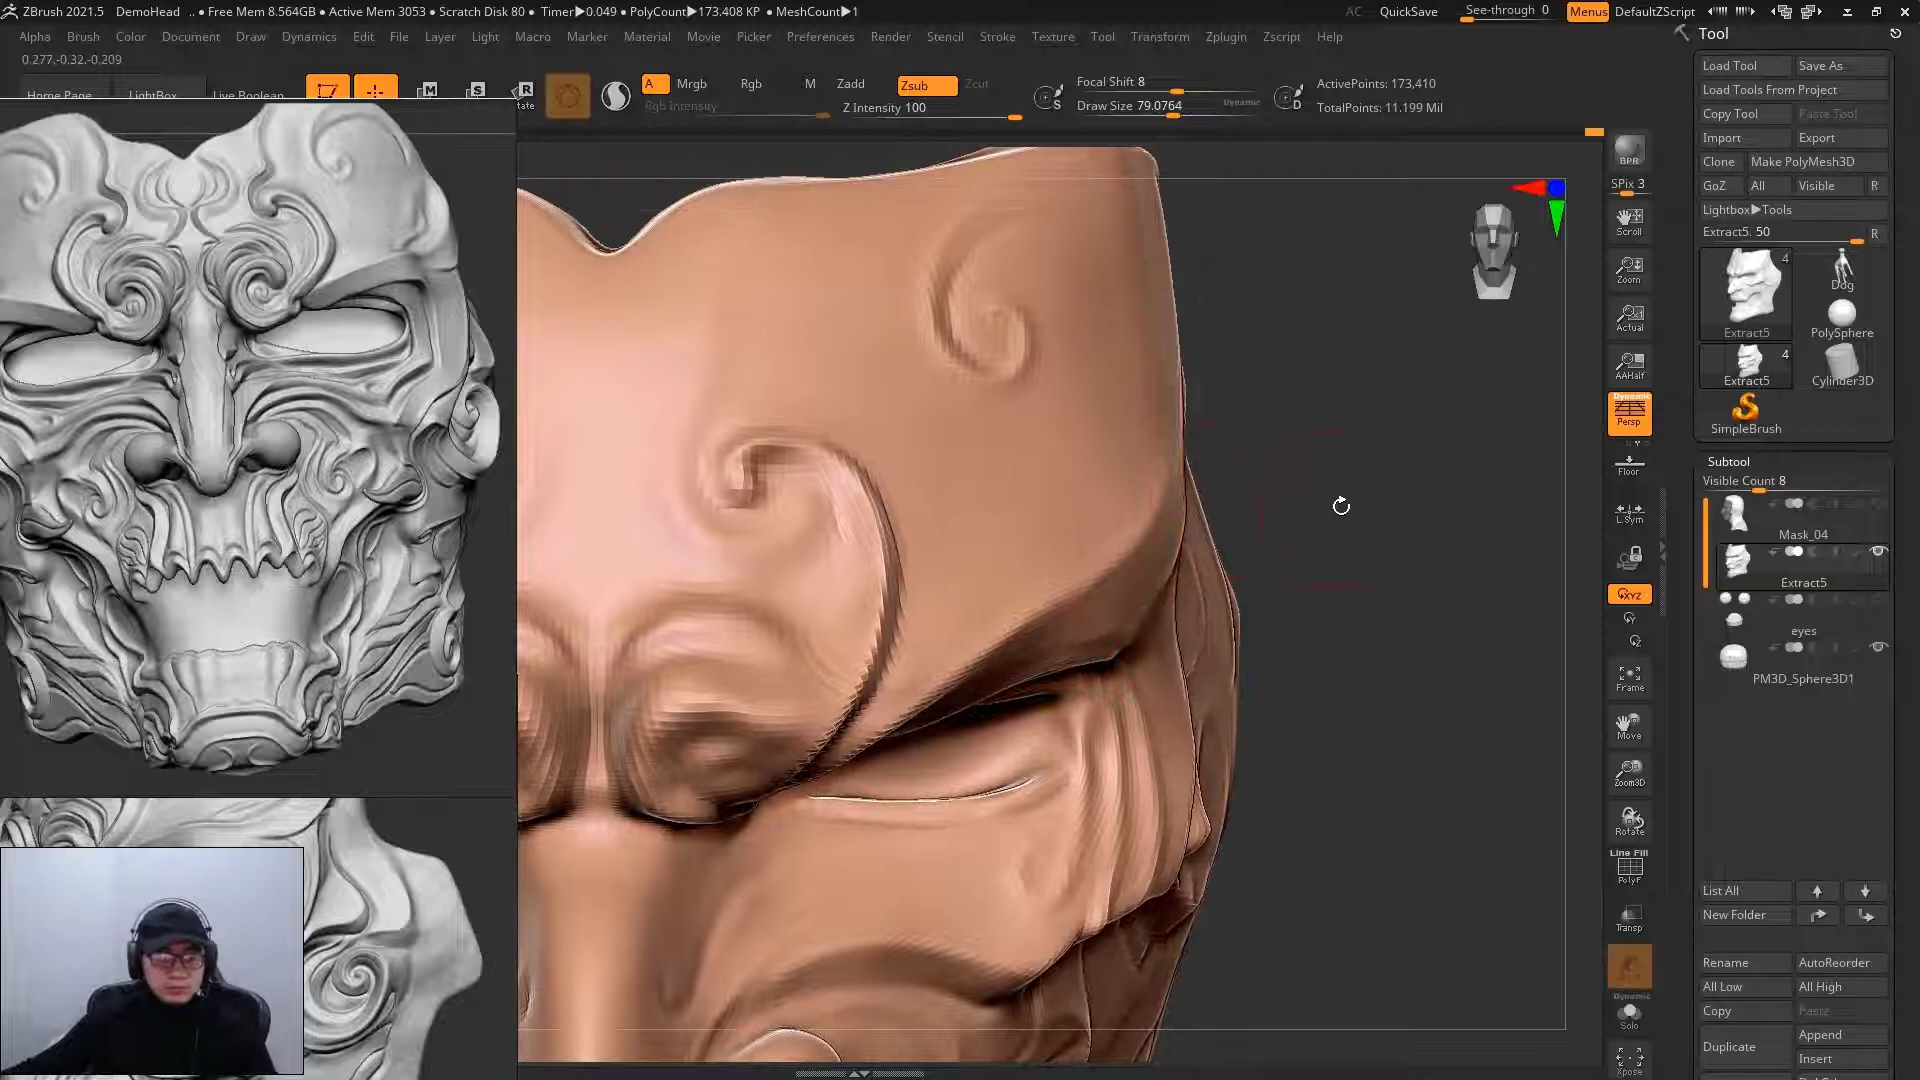 ZBrush 2021.5 DemoHead .. • Free Mem 8.564GB • Active Mem 3053 • Scratch Disk 80 • Timer▶0.049 • PolyCount▶173.408 KP • MeshCount▶1 AC QuickSave See-through 0 Menus DefaultZScript
Alpha Brush Color Document Draw Dynamics Edit File Layer Light Macro Marker Material Movie Picker Preferences Render Stencil Stroke Texture Tool Transform Zplugin Zscript Help
0.277,-0.32,-0.209
Home Page LightBox Live Boolean M S R A Mrgb Rgb M Zadd Zsub Zcut
Rgb Intensity Z Intensity 100
Focal Shift 8
Draw Size 79.0764 Dynamic
S D
ActivePoints: 173,410
TotalPoints: 11.199 Mil
BPR
SPix 3
Scroll
Zoom
Actual
AAHalf
Dynamic
Persp
Floor
L.Sym
XYZ
Frame
Move
Zoom3D
Rotate
Line Fill
PolyF
Transp
Dynamic
Solo
Xpose
Tool
Load Tool Save As
Load Tools From Project
Copy Tool Paste Tool
Import Export
Clone Make PolyMesh3D
GoZ All Visible R
Lightbox▶Tools
Extract5. 50 R
4
Extract5
Dog
PolySphere
4
Extract5
Cylinder3D
SimpleBrush
Subtool
Visible Count 8
Mask_04
Extract5
eyes
PM3D_Sphere3D1
List All
New Folder
Rename AutoReorder
All Low All High
Copy Paste
Duplicate Append
Insert